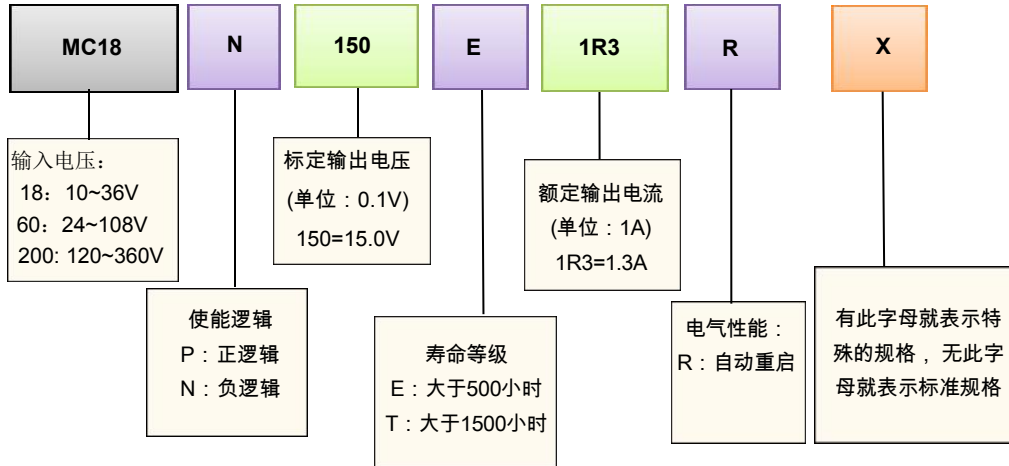 MC18
N
150
E
1R3
R
X
输入电压：
18：10~36V
60：24~108V
200: 120~360V
标定输出电压
(单位：0.1V)
150=15.0V
额定输出电流
(单位：1A)
1R3=1.3A
使能逻辑
P：正逻辑
N：负逻辑
寿命等级
E：大于500小时
T：大于1500小时
电气性能：
R：自动重启
有此字母就表示特
殊的规格，无此字
母就表示标准规格